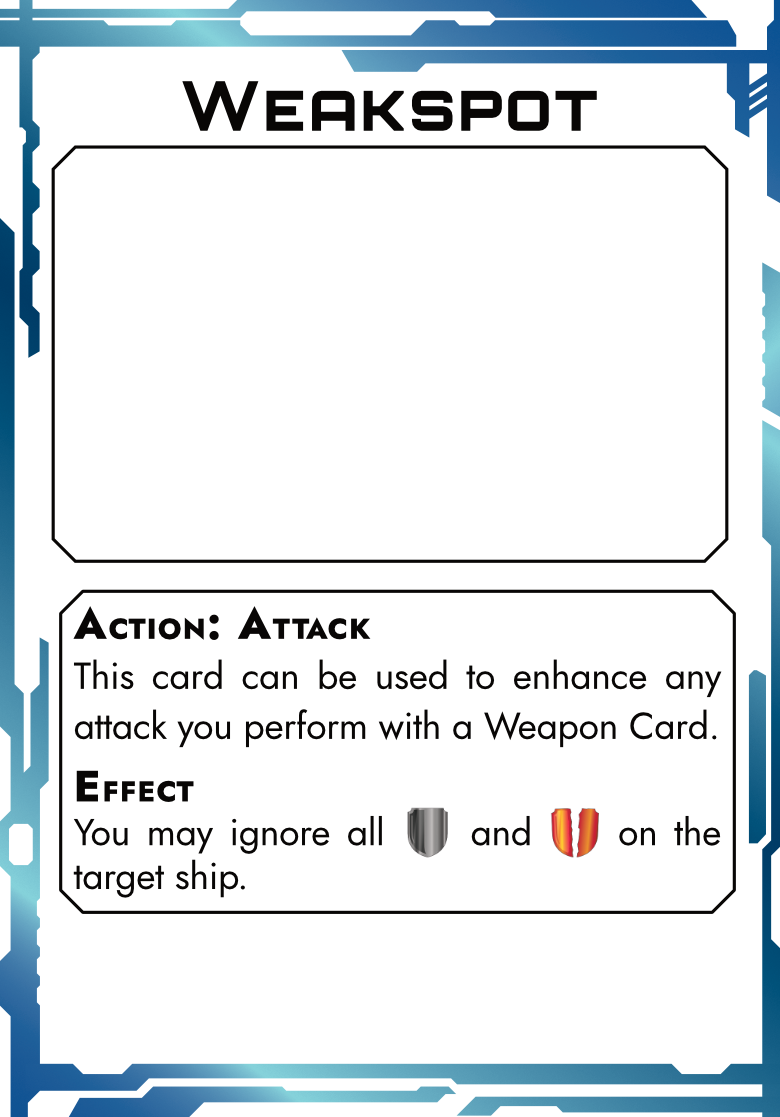 Weakspot
Action: Attack
This card can be used to enhance any
attack you perform with a Weapon Card.
Effect
You may ignore all and on the
target ship.